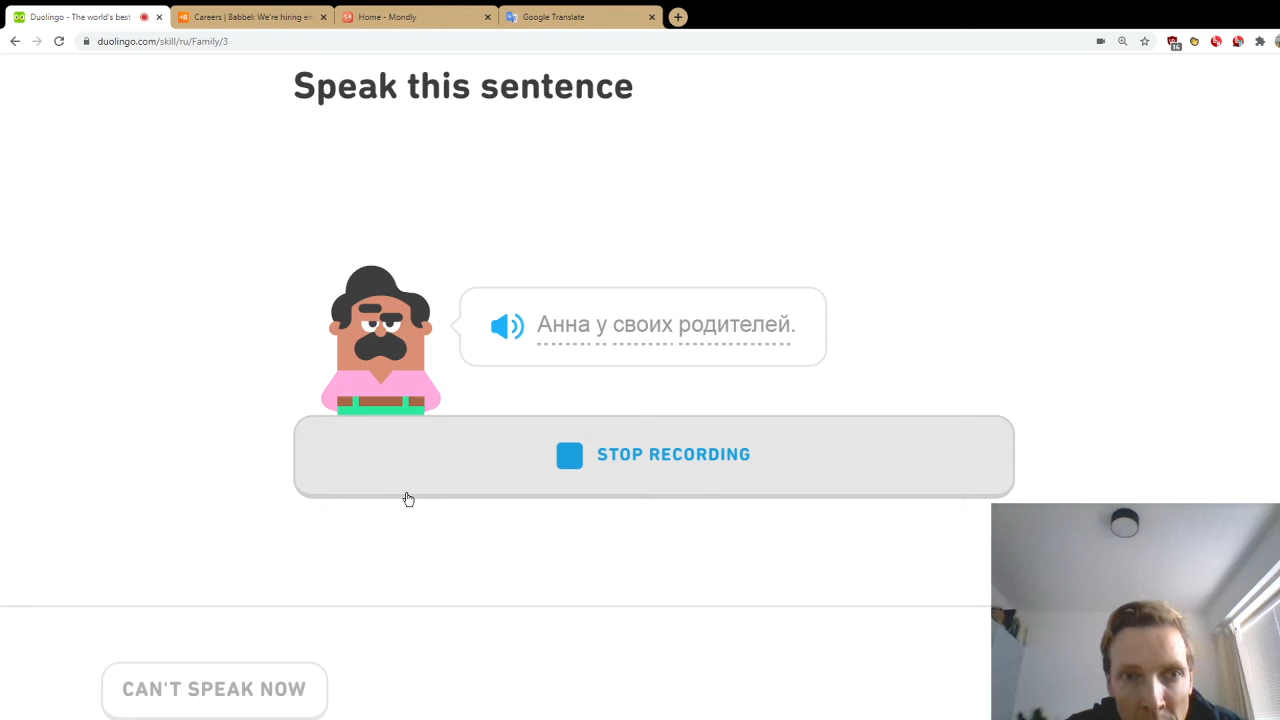 Duolingo - The world's best
Careers | Babbel: We're hiring en
Home - Mondly
Google Translate
duolingo.com/skill/ru/Family/3
16
Speak this sentence
Анна у своих родителей.
STOP RECORDING
CAN'T SPEAK NOW